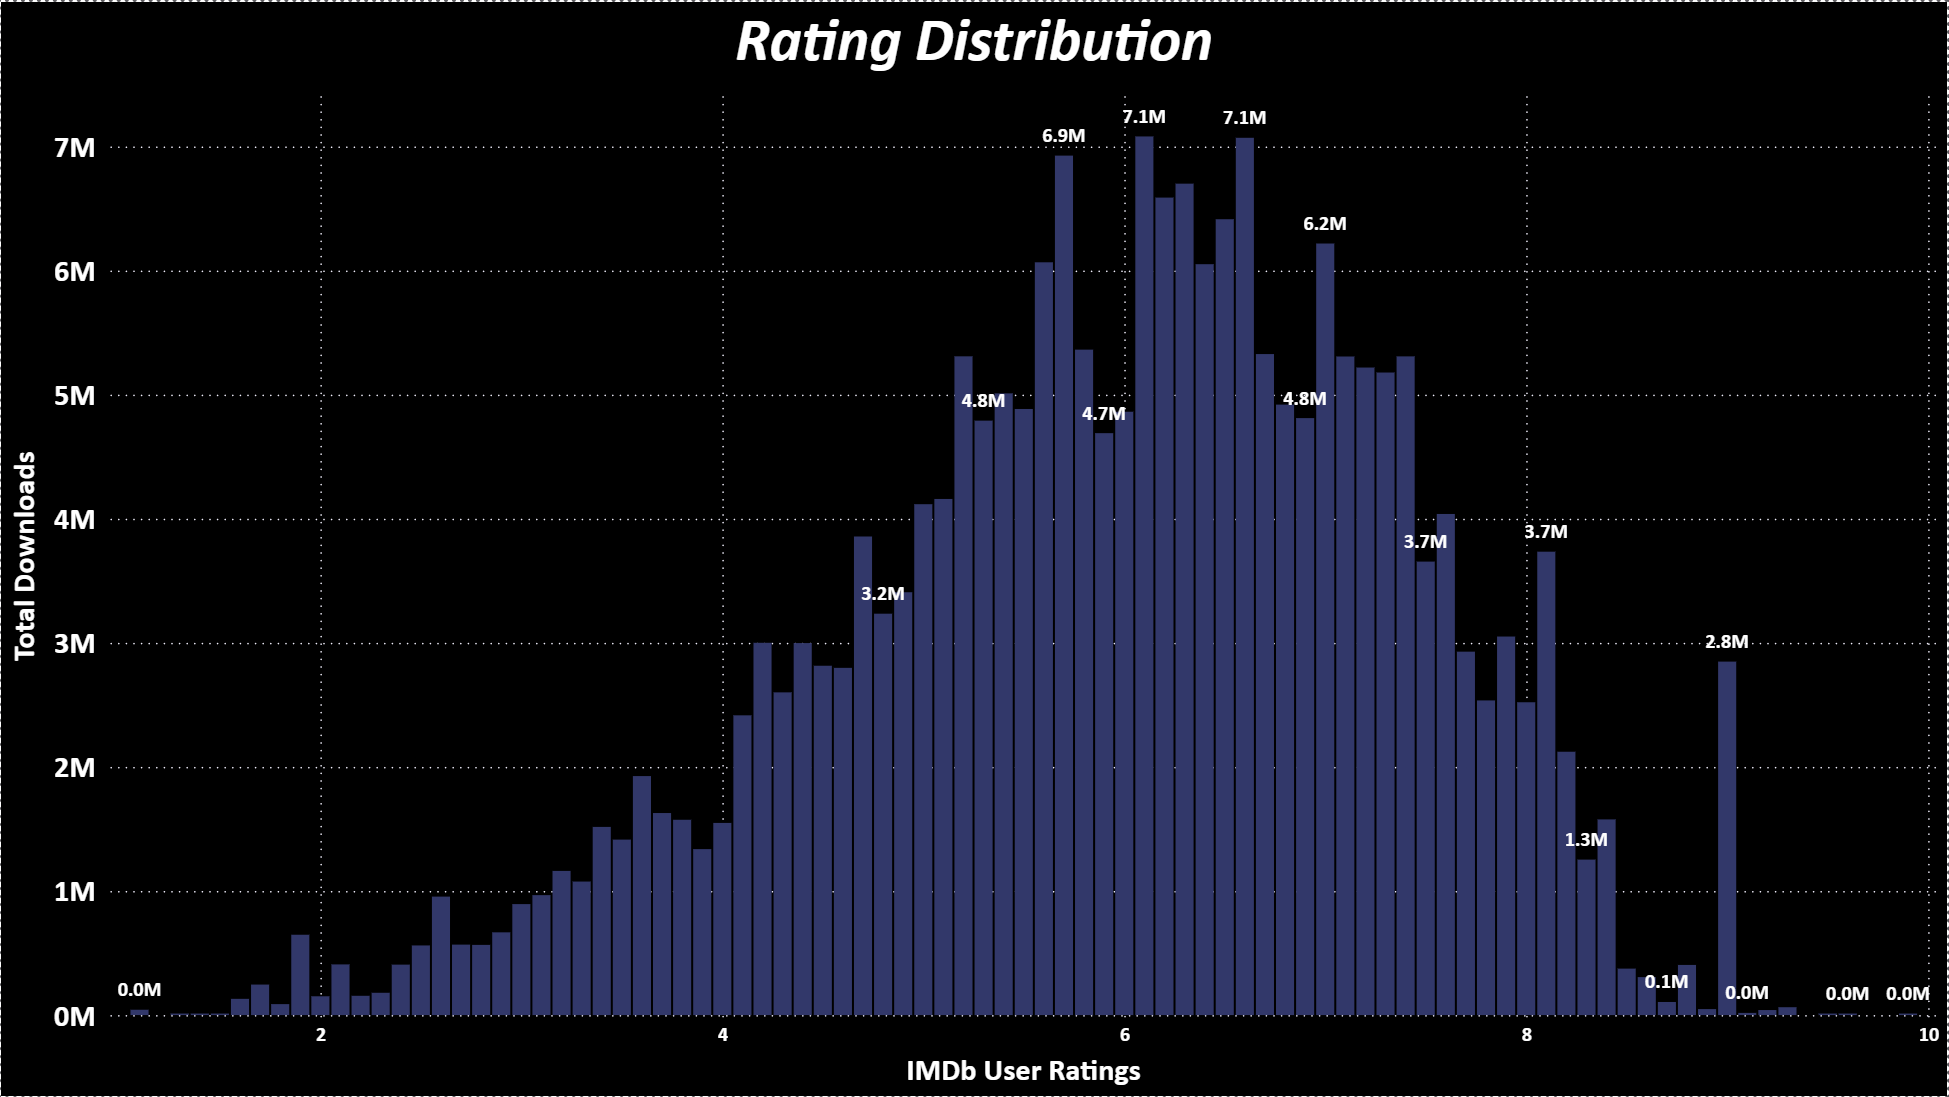 Rating Distribution
Total Downloads
7M
6M
5M
4M
3M
2M
1M
0M
0.0M
3.2M
4.8M
6.9M
4.7M
7.1M
7.1M
4.8M
6.2M
3.7M
3.7M
1.3M
0.1M
2.8M
0.0M
0.0M
0.0M
2
4
6
8
10
IMDb User Ratings